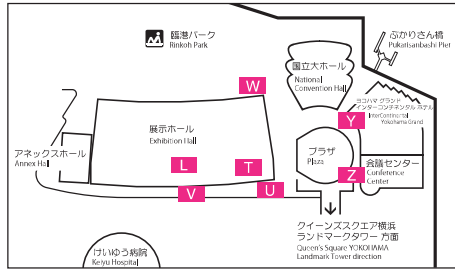 臨港パーク
Rinkoh Park
ぷかりさん橋
Pukarisanbashi Pier
国立大ホール
National
Convention Hall
W
ヨコハマ グランド
インターコンチネンタル ホテル
InterContinental
Yokohama Grand
Y
展示ホール
Exhibition Hall
アネックスホール
Annex Hall
プラザ
Plaza
会議センター
Conference
Center
L
T
Z
V
U
クイーンズスクエア横浜
ランドマークタワー 方面
Queen's Square YOKOHAMA
Landmark Tower direction
けいゆう病院
Keiyu Hospital